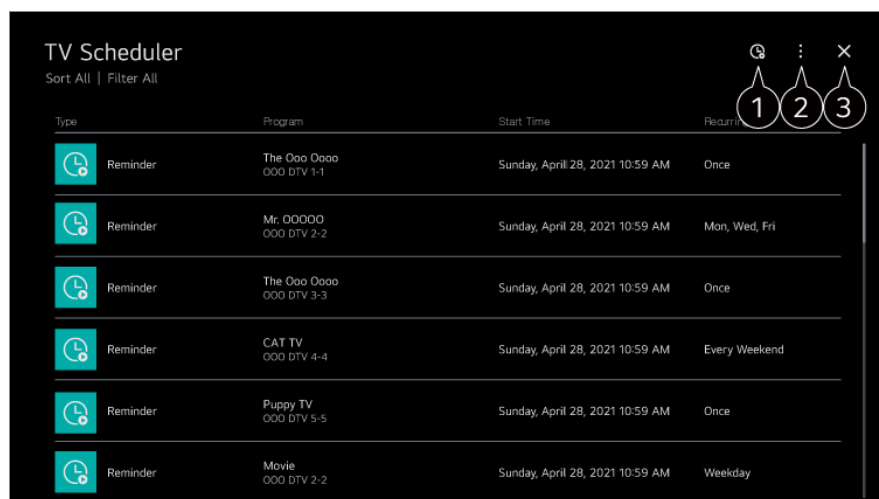 TV Scheduler
Sort All | Filter All
1 2 3
Type Program Start Time
Reminder The Ooo Oooo Sunday, April 28, 2021 10:59 AM Once
OOO DTV 1-1
Reminder Mr. OOOOO Sunday, April 28, 2021 10:59 AM Mon, Wed, Fri
OOO DTV 2-2
Reminder The Ooo Oooo Sunday, April 28, 2021 10:59 AM Once
OOO DTV 3-3
Reminder CAT TV Sunday, April 28, 2021 10:59 AM Every Weekend
OOO DTV 4-4
Reminder Puppy TV Sunday, April 28, 2021 10:59 AM Once
OOO DTV 5-5
Reminder Movie Sunday, April 28, 2021 10:59 AM Weekday
OOO DTV 2-2